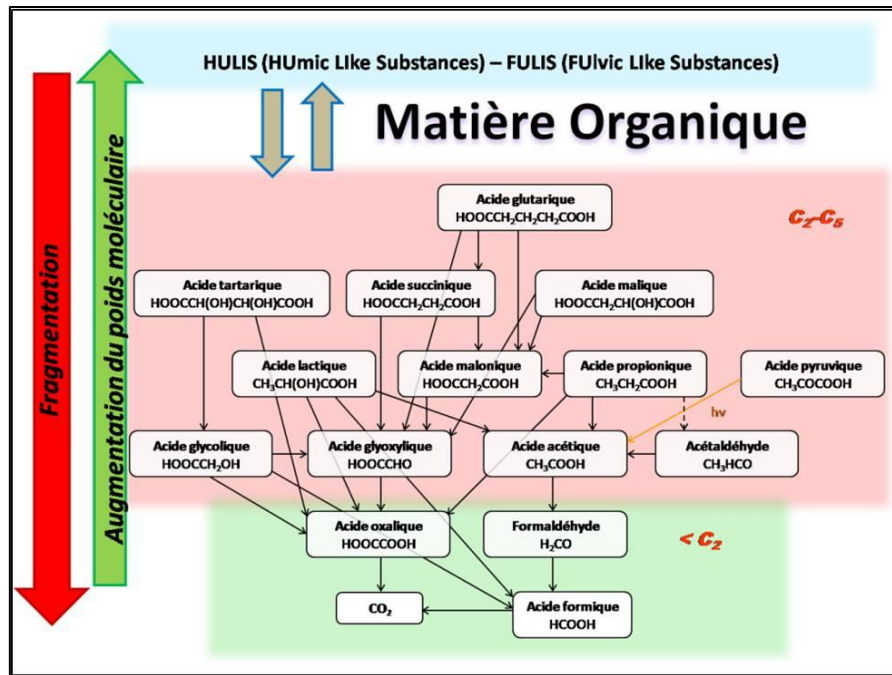 HULIS (HUmic LIke Substances) – FULIS (FUlvic LIke Substances)
Matière Organique
Fragmentation
Augmentation du poids moléculaire
C₂-C₅
Acide glutarique
HOOCCH₂CH₂CH₂COOH
Acide tartarique
HOOCCH(OH)CH(OH)COOH
Acide succinique
HOOCCH₂CH₂COOH
Acide malique
HOOCCH₂CH(OH)COOH
Acide lactique
CH₃CH(OH)COOH
Acide malonique
HOOCCH₂COOH
Acide propionique
CH₃CH₂COOH
Acide pyruvique
CH₃COCOOH
hν
Acide glycolique
HOOCCH₂OH
Acide glyoxylique
HOOCCHO
Acide acétique
CH₃COOH
Acétaldéhyde
CH₃HCO
Acide oxalique
HOOCCOOH
Formaldéhyde
H₂CO
< C₂
CO₂
Acide formique
HCOOH